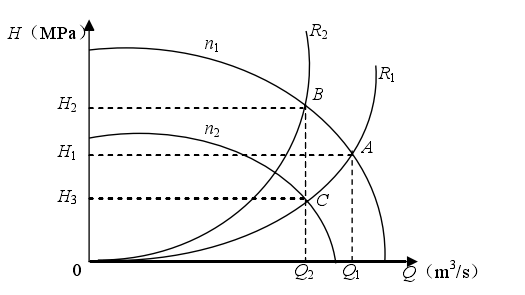 H（MPa）
R₂
n₁
R₁
B
H₂
n₂
A
H₁
H₃
C
0
Q₂
Q₁
Q（m³/s）